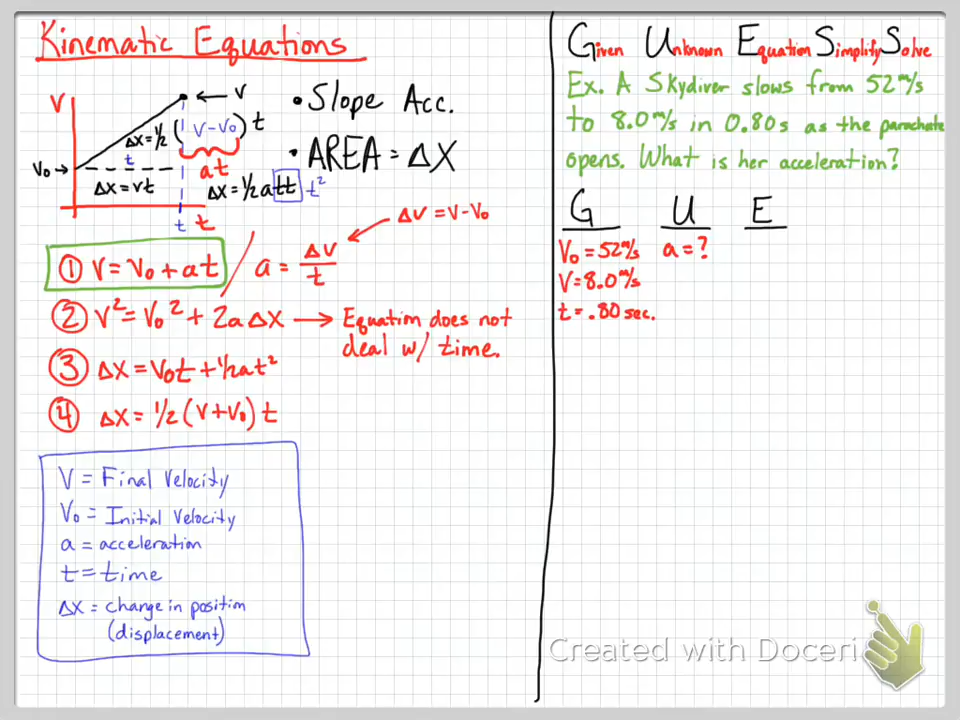 Kinematic Equations
V
← V
V₀ →
Δx = ½ (V-V₀) t
t
at
Δx = vt
Δx = ½ a tt t²
t t
• Slope Acc.
• AREA = ΔX
Δv = V-V₀
① V = V₀ + at / a = Δv/t
② V² = V₀² + 2a Δx → Equation does not
deal w/ time.
③ Δx = V₀t + ½at²
④ Δx = ½ (V+V₀) t
V = Final Velocity
V₀ = Initial Velocity
a = acceleration
t = time
Δx = change in position
(displacement)
Given Unknown Equation Simplify Solve
Ex. A Skydiver slows from 52 m/s
to 8.0 m/s in 0.80s as the parachute
opens. What is her acceleration?
G U E
V₀ = 52 m/s a = ?
V = 8.0 m/s
t = .80 sec.
Created with Doceri